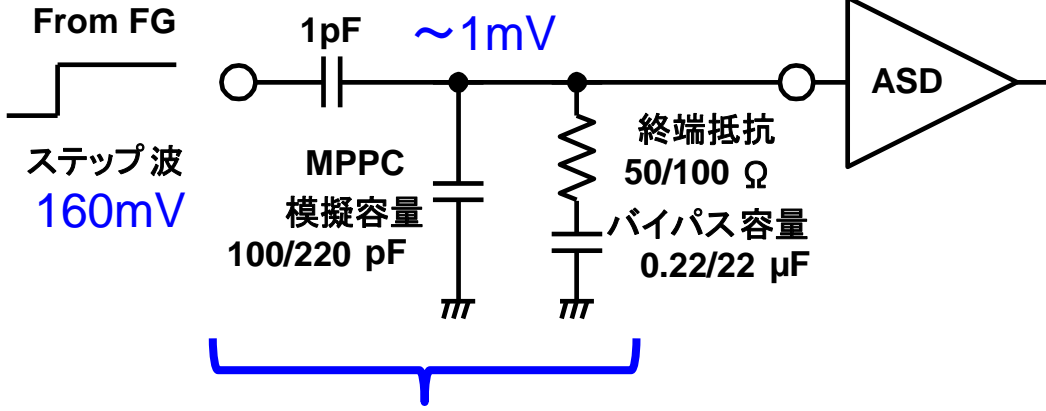 From FG
1pF
～1mV
ASD
ステップ波
160mV
MPPC
模擬容量
100/220 pF
終端抵抗
50/100 Ω
バイパス容量
0.22/22 μF